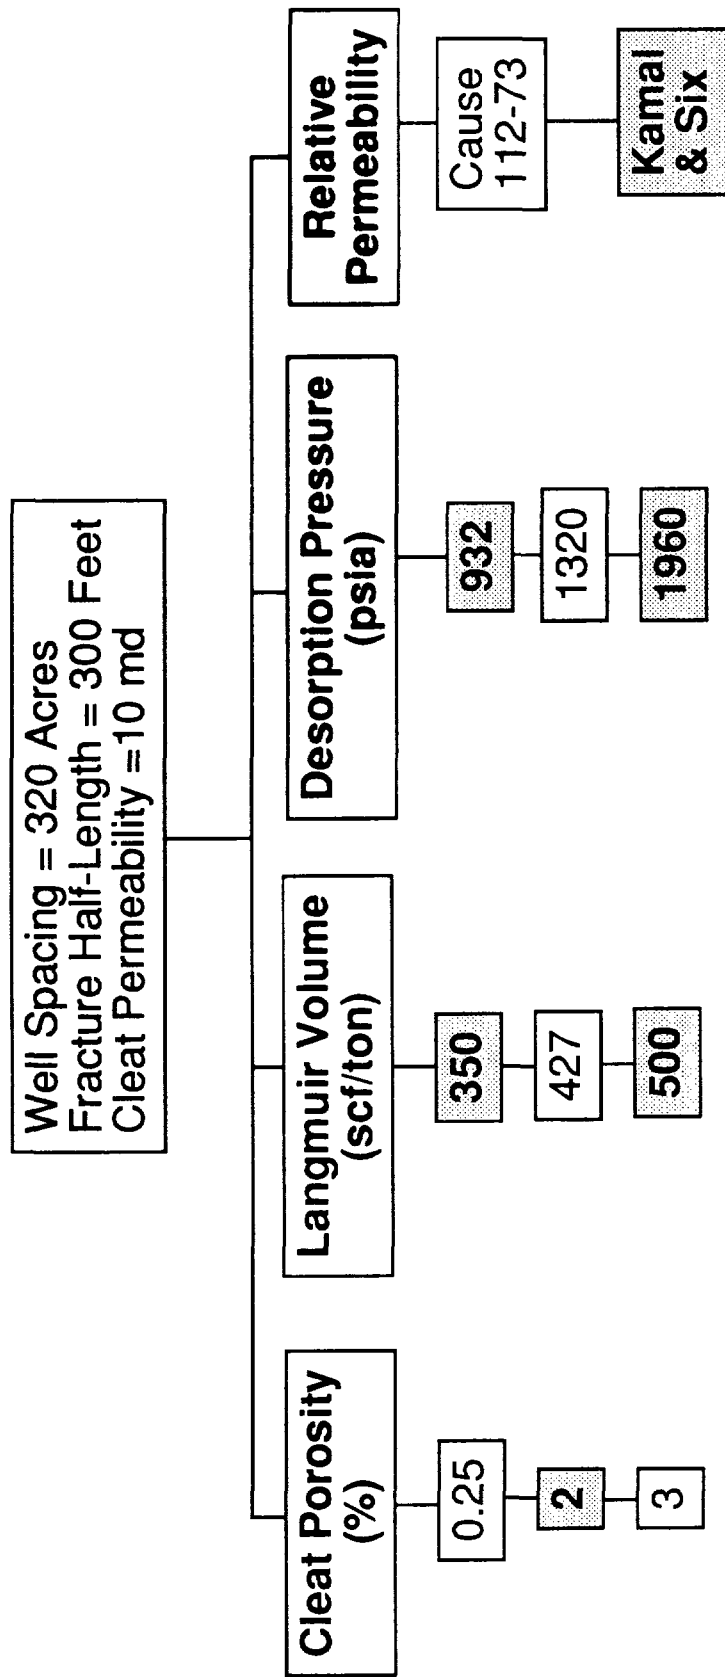 Well Spacing = 320 Acres
Fracture Half-Length = 300 Feet
Cleat Permeability =10 md
Cleat Porosity
(%)
0.25
2
3
Langmuir Volume
(scf/ton)
350
427
500
Desorption Pressure
(psia)
932
1320
1960
Relative
Permeability
Cause
112-73
Kamal
& Six